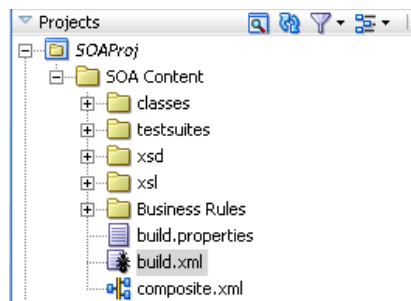 Projects
SOAProj
SOA Content
classes
testsuites
xsd
xsl
Business Rules
build.properties
build.xml
composite.xml